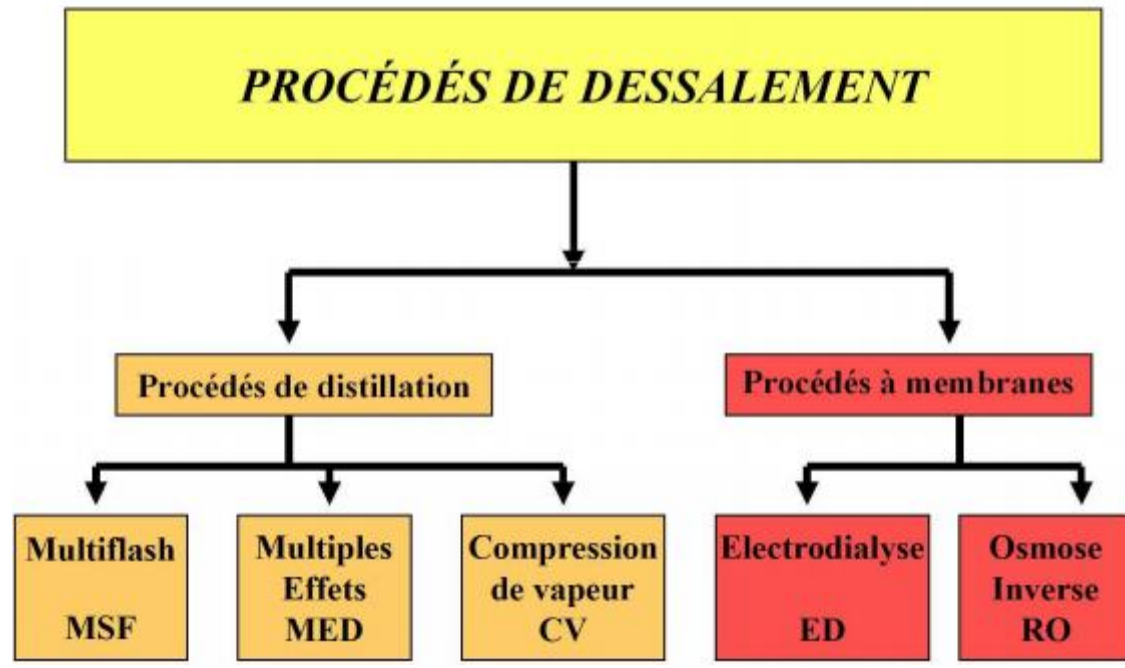 PROCÉDÉS DE DESSALEMENT
Procédés de distillation
Procédés à membranes
Multiflash
MSF
Multiples
Effets
MED
Compression
de vapeur
CV
Electrodialyse
ED
Osmose
Inverse
RO